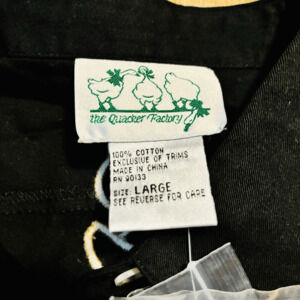 the Quacker Factory
100% COTTON
EXCLUSIVE OF TRIMS
MADE IN CHINA
RN 90133
SIZE: LARGE
SEE REVERSE FOR CARE